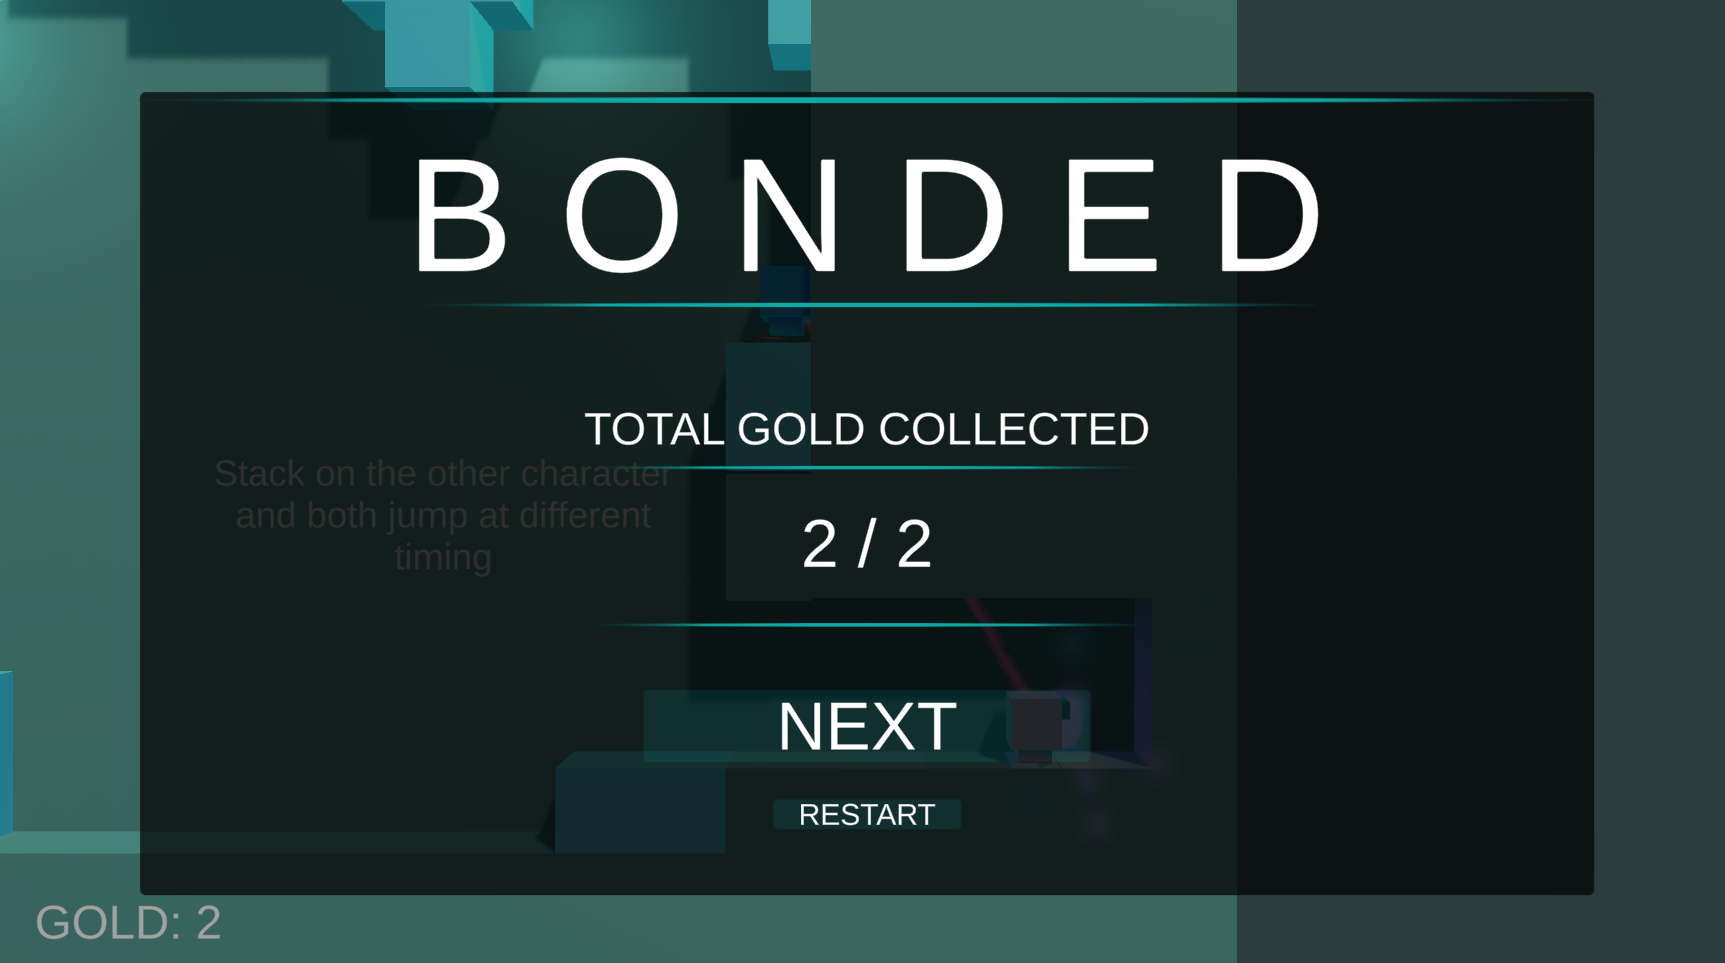 BONDED
TOTAL GOLD COLLECTED
Stack on the other character
and both jump at different
timing
2 / 2
NEXT
RESTART
GOLD: 2